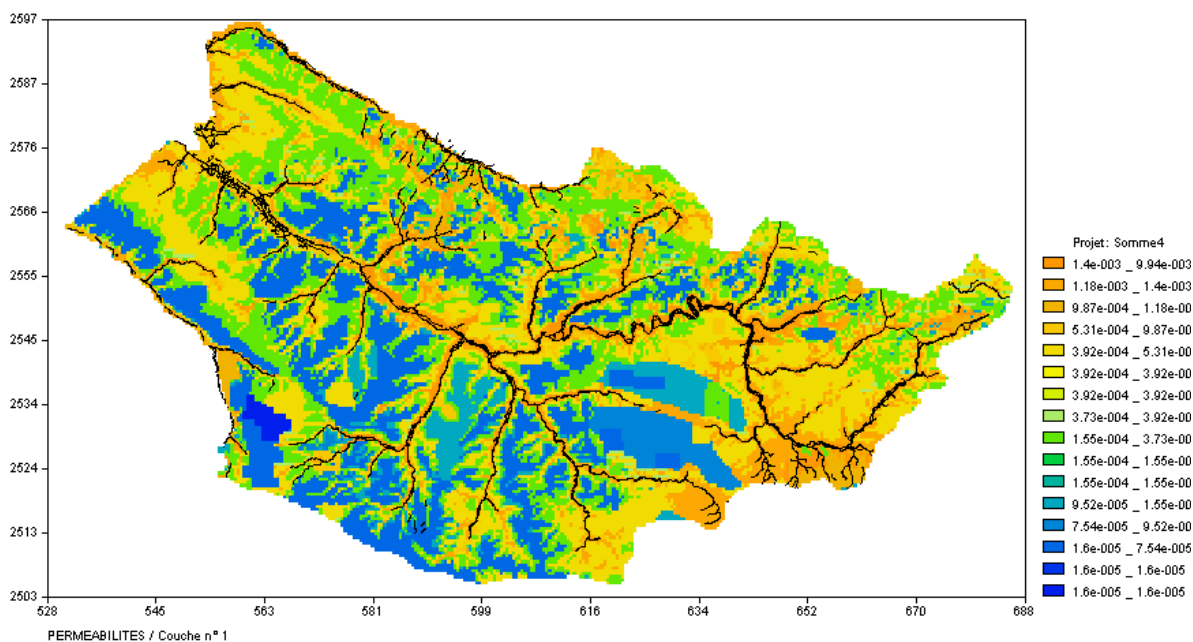 2597
2587
2576
2566
2555
2545
2534
2524
2513
2503
528 545 563 581 599 616 634 652 670 688
PERMEABILITES / Couche n° 1
Projet: Somme4
1.4e-003 _ 9.94e-003
1.18e-003 _ 1.4e-003
9.87e-004 _ 1.18e-00
5.31e-004 _ 9.87e-00
3.92e-004 _ 5.31e-00
3.92e-004 _ 3.92e-00
3.92e-004 _ 3.92e-00
3.73e-004 _ 3.92e-00
1.55e-004 _ 3.73e-00
1.55e-004 _ 1.55e-00
1.55e-004 _ 1.55e-00
9.52e-005 _ 1.55e-00
7.54e-005 _ 9.52e-00
1.6e-005 _ 7.54e-005
1.6e-005 _ 1.6e-005
1.6e-005 _ 1.6e-005